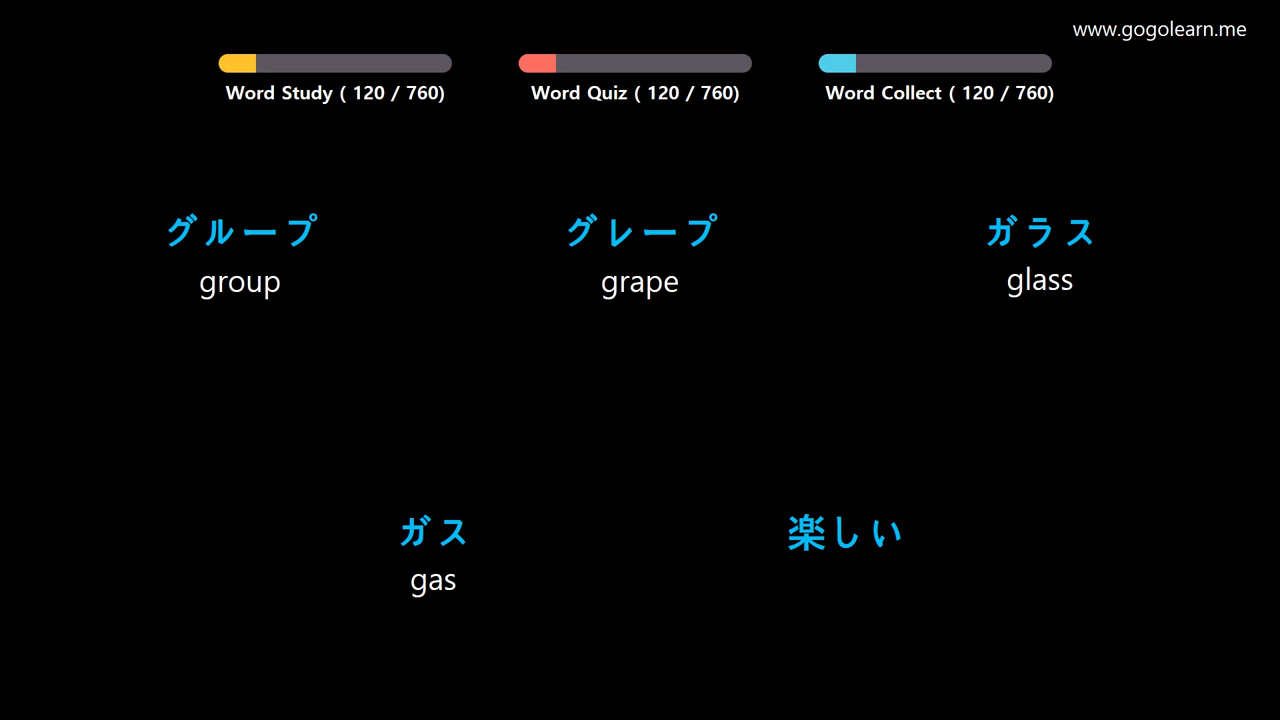 www.gogolearn.me
Word Study ( 120 / 760)
Word Quiz ( 120 / 760)
Word Collect ( 120 / 760)
グループ
group
グレープ
grape
ガラス
glass
ガス
gas
楽しい